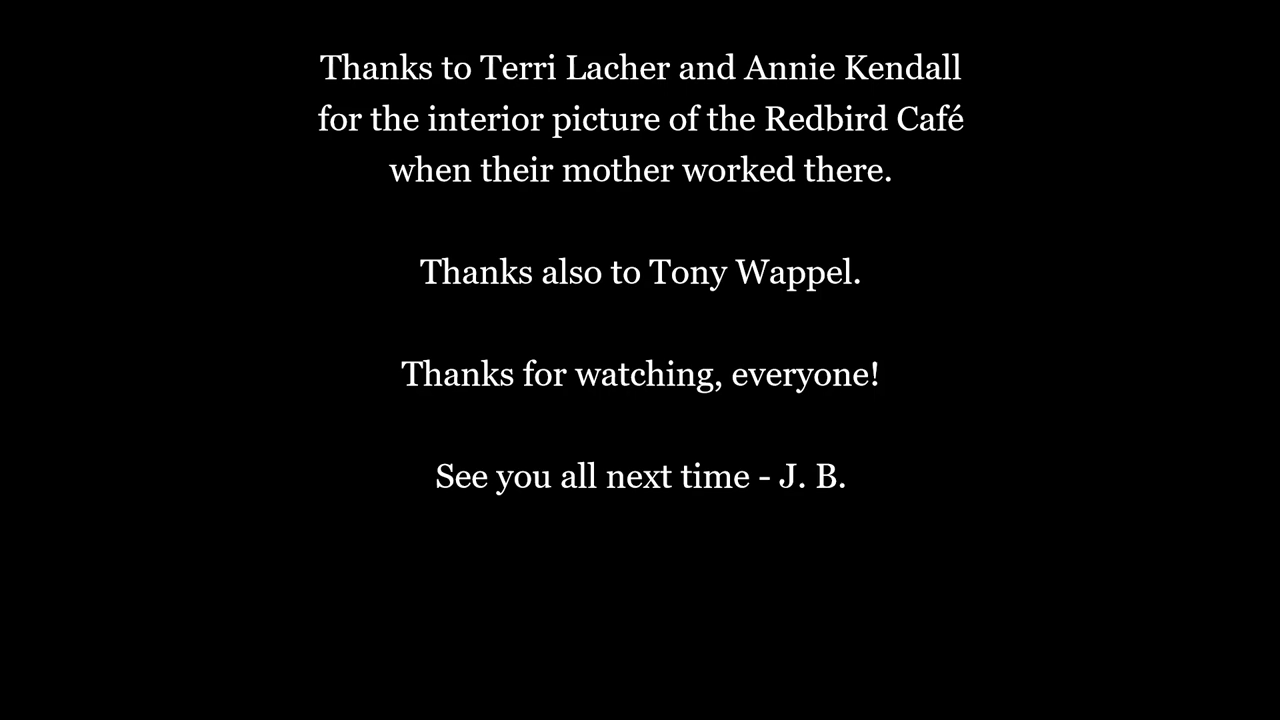 Thanks to Terri Lacher and Annie Kendall
for the interior picture of the Redbird Café
when their mother worked there.
Thanks also to Tony Wappel.
Thanks for watching, everyone!
See you all next time - J. B.